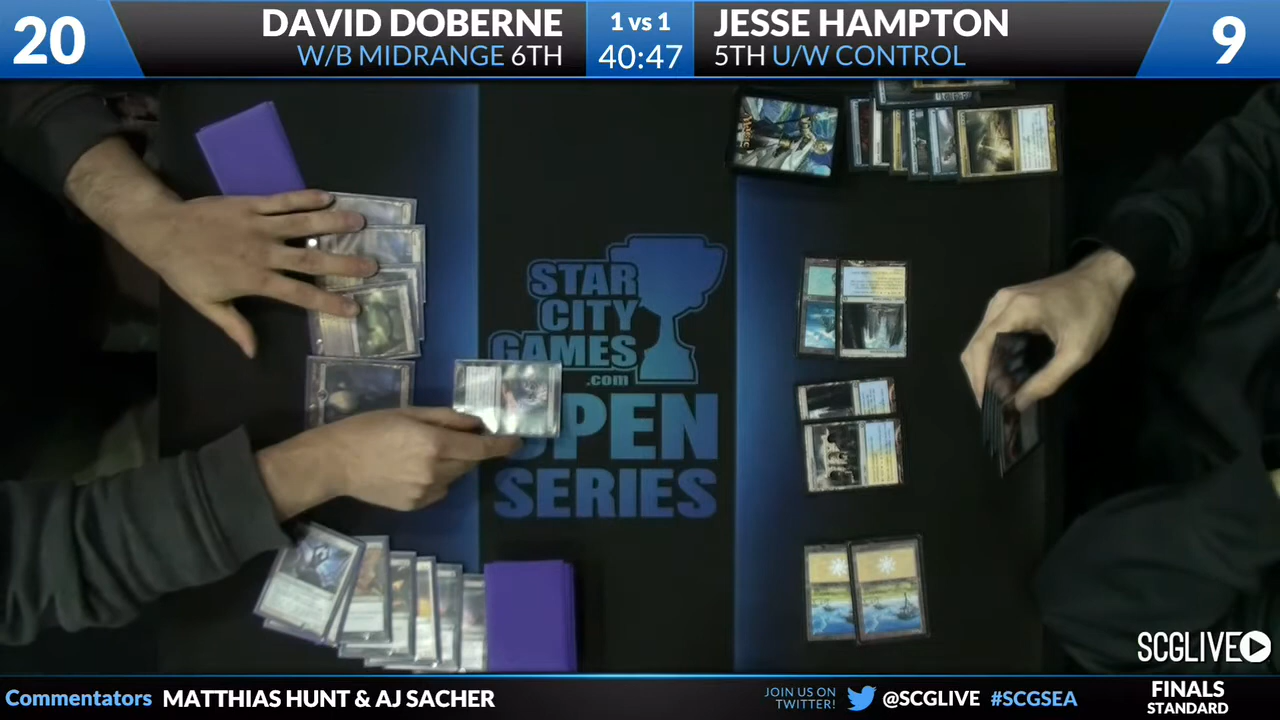 20
DAVID DOBERNE
W/B MIDRANGE 6TH
1 vs 1
40:47
JESSE HAMPTON
5TH U/W CONTROL
9
STAR
CITY
GAMES
.com
OPEN
SERIES
SCGLIVE
Commentators MATTHIAS HUNT & AJ SACHER
JOIN US ON
TWITTER!
@SCGLIVE #SCGSEA
FINALS
STANDARD